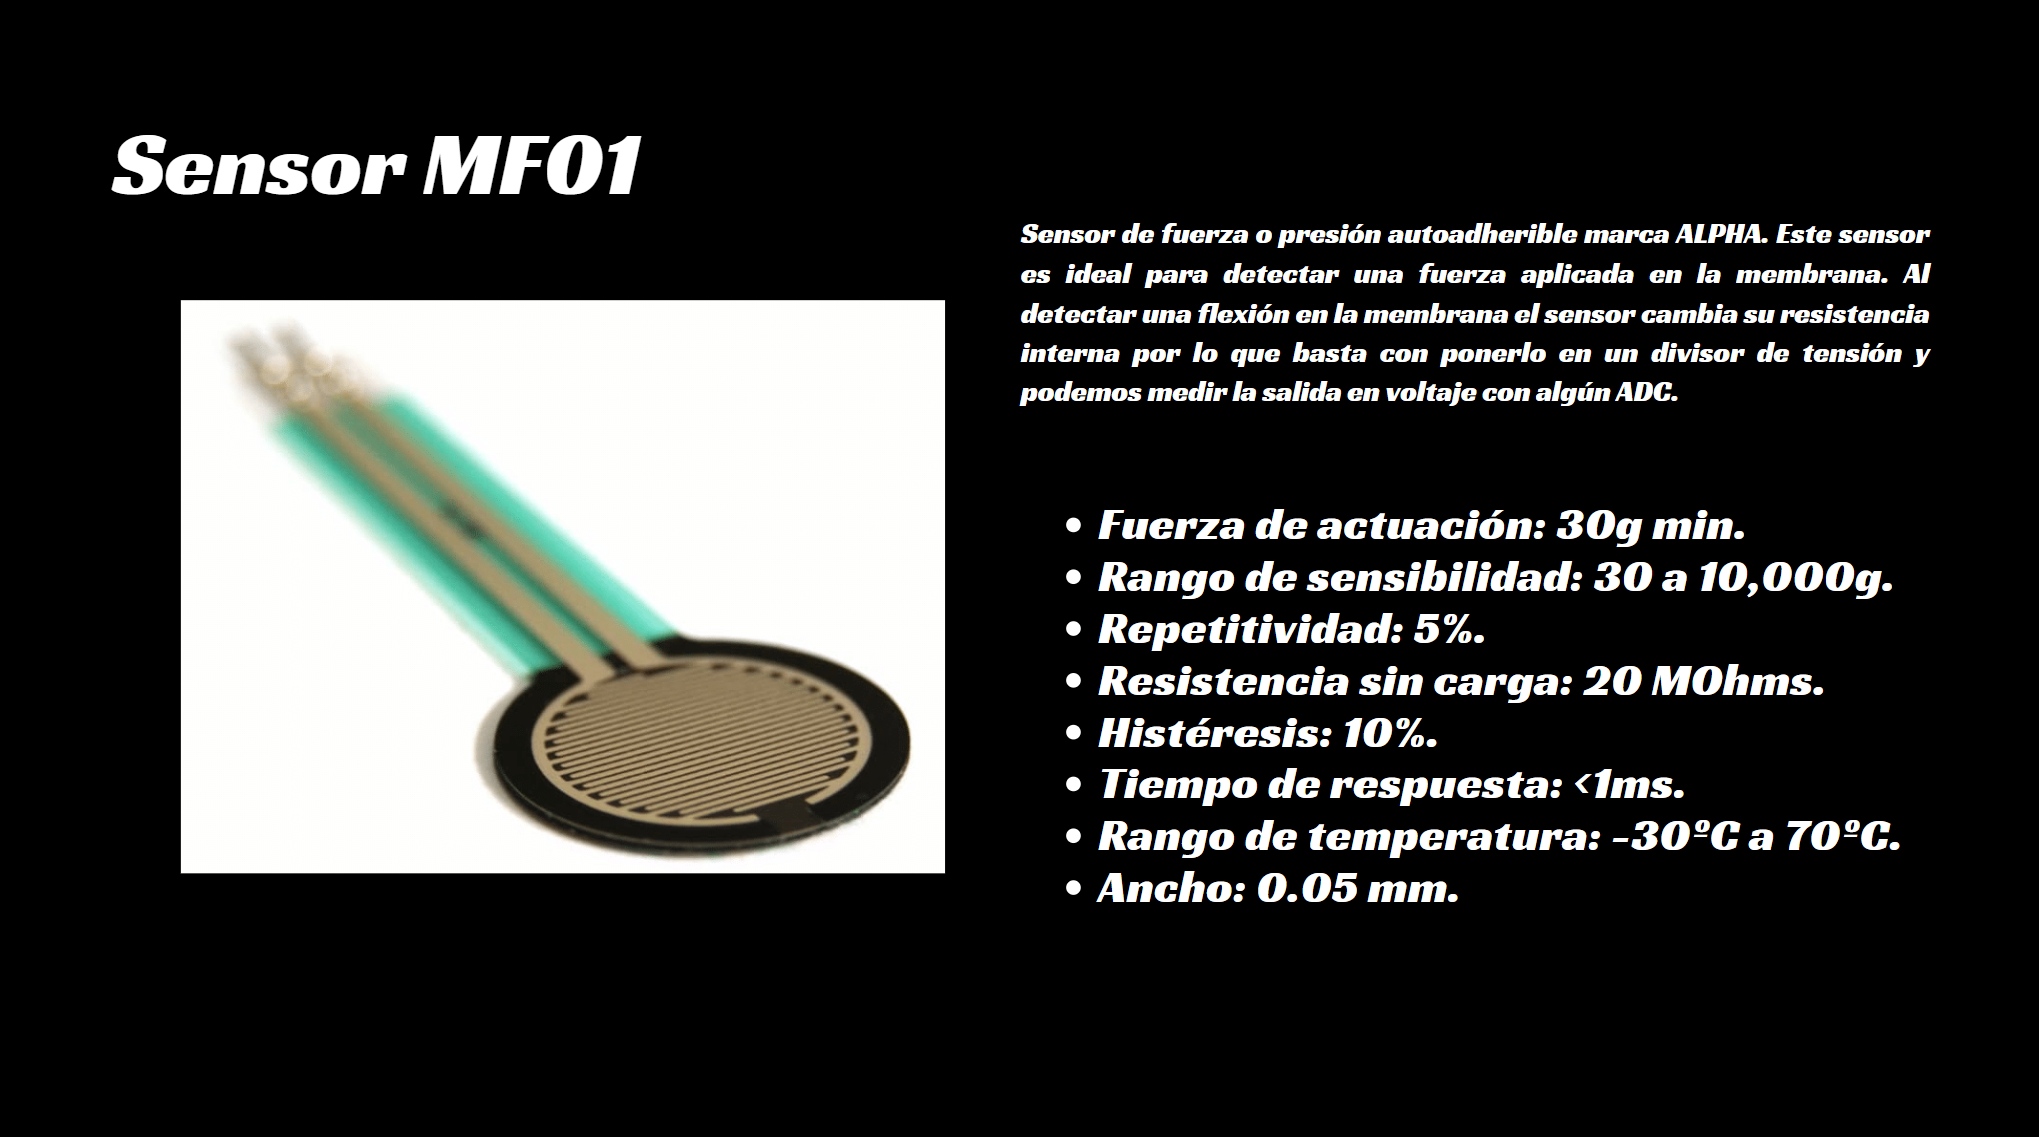 Sensor MF01
Sensor de fuerza o presión autoadherible marca ALPHA. Este sensor
es ideal para detectar una fuerza aplicada en la membrana. Al
detectar una flexión en la membrana el sensor cambia su resistencia
interna por lo que basta con ponerlo en un divisor de tensión y
podemos medir la salida en voltaje con algún ADC.
• Fuerza de actuación: 30g min.
• Rango de sensibilidad: 30 a 10,000g.
• Repetitividad: 5%.
• Resistencia sin carga: 20 MOhms.
• Histéresis: 10%.
• Tiempo de respuesta: <1ms.
• Rango de temperatura: -30ºC a 70ºC.
• Ancho: 0.05 mm.